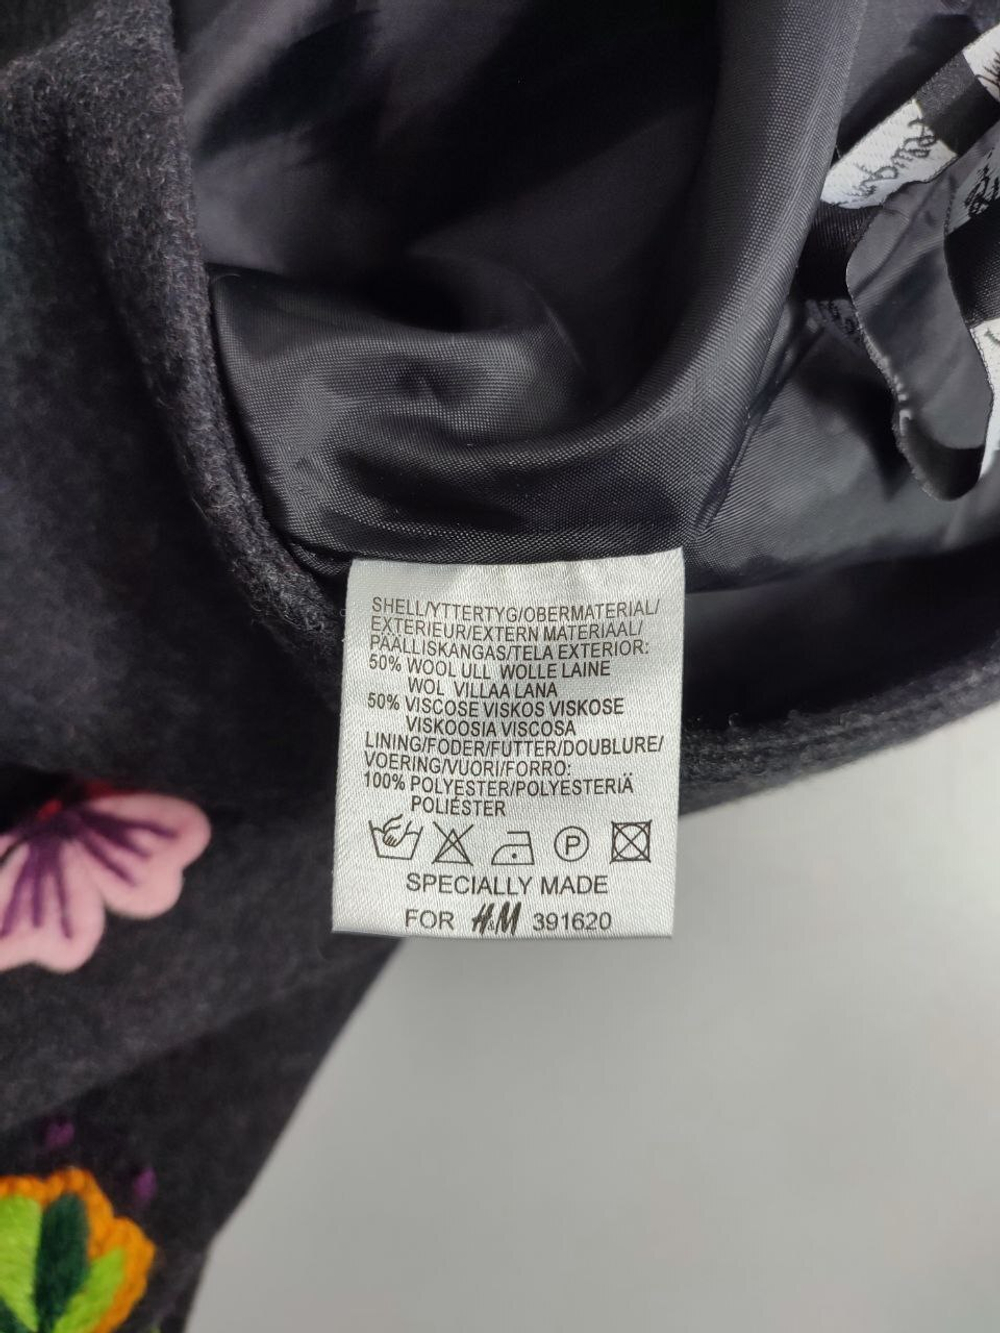 SHELL/YTTERTYG/OBERMATERIAL/
EXTERIEUR/EXTERN MATERIAAL/
PÄÄLLISKANGAS/TELA EXTERIOR:
50% WOOL ULL WOLLE LAINE
WOL VILLAA LANA
50% VISCOSE VISKOS VISKOSE
VISKOOSIA VISCOSA
LINING/FODER/FUTTER/DOUBLURE/
VOERING/VUORI/FORRO:
100% POLYESTER/POLYESTERIÄ
POLIÉSTER
P
SPECIALLY MADE
FOR H&M 391620